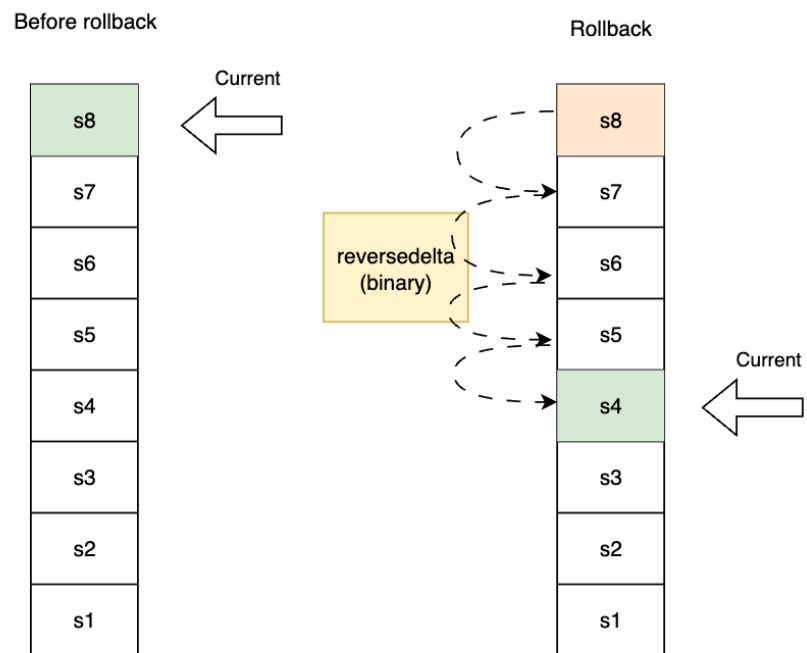 Before rollback
Current
s8
s7
s6
s5
s4
s3
s2
s1
Rollback
s8
s7
s6
s5
s4
s3
s2
s1
reversedelta
(binary)
Current